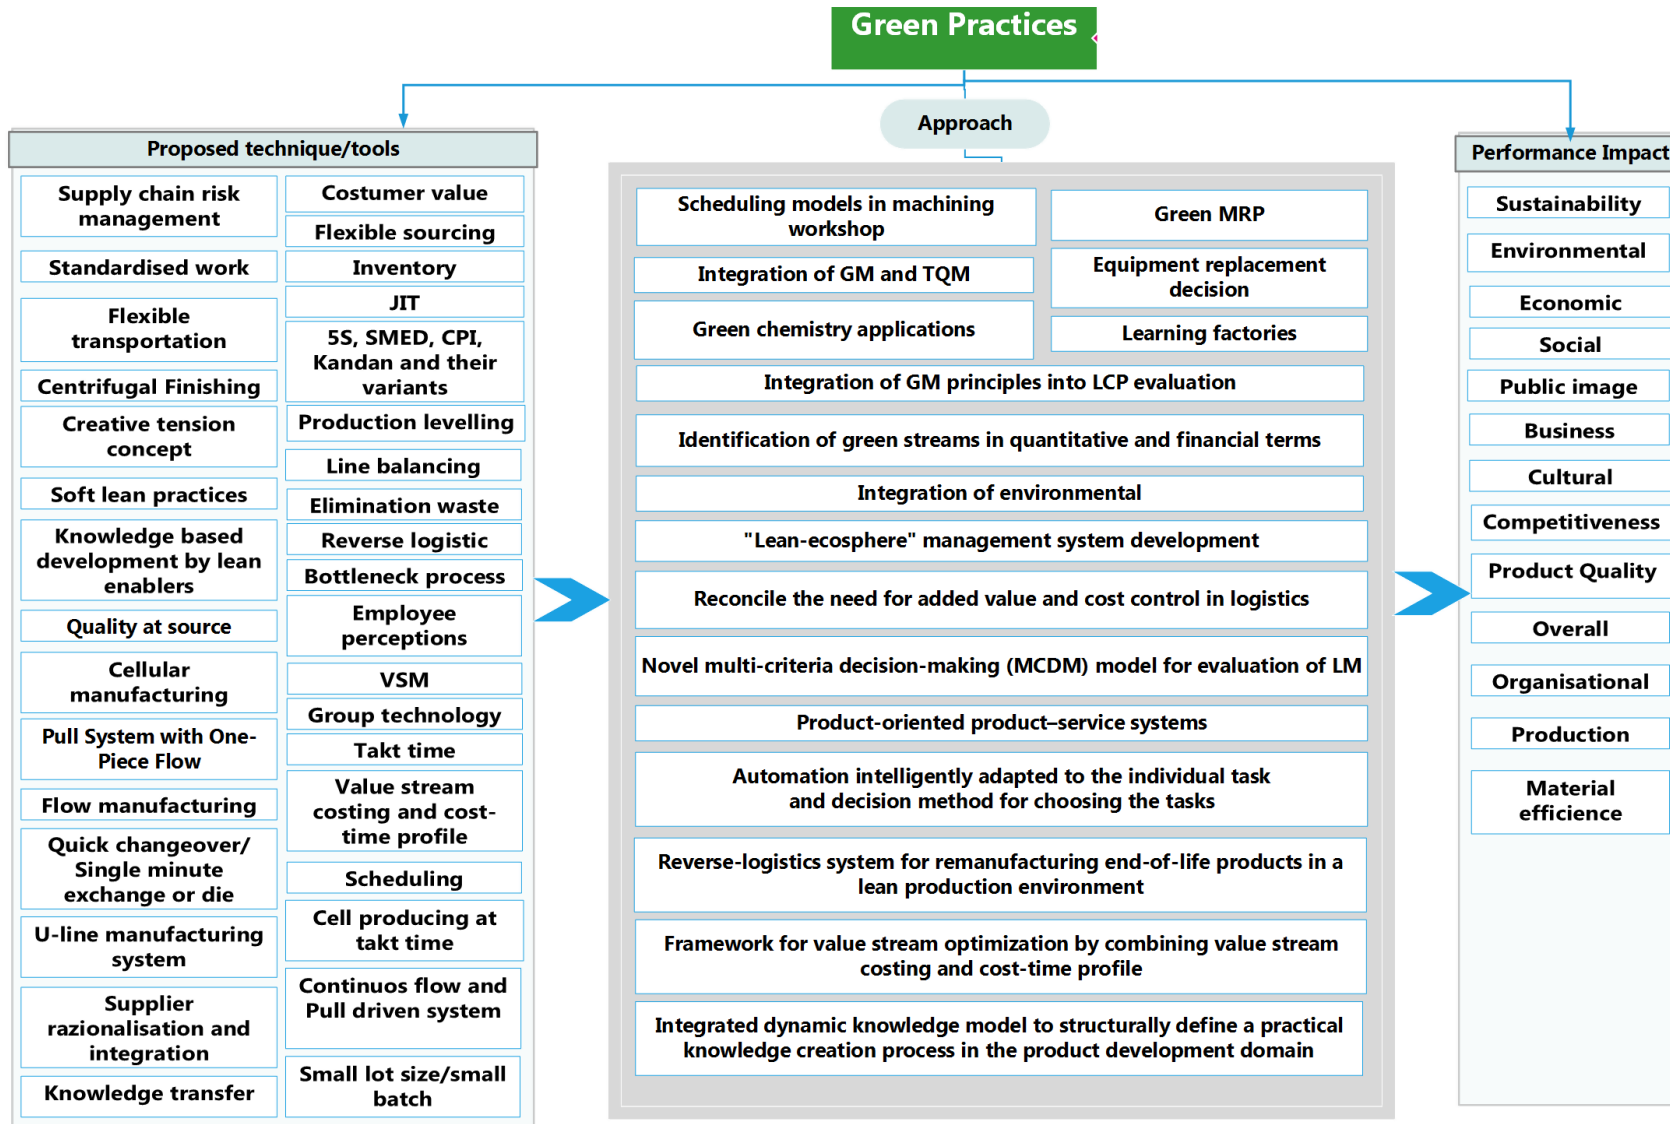 Green Practices
Approach
Proposed technique/tools
Supply chain risk
management
Standardised work
Flexible
transportation
Centrifugal Finishing
Creative tension
concept
Soft lean practices
Knowledge based
development by lean
enablers
Quality at source
Cellular
manufacturing
Pull System with One-
Piece Flow
Flow manufacturing
Quick changeover/
Single minute
exchange or die
U-line manufacturing
system
Supplier
razionalisation and
integration
Knowledge transfer
Costumer value
Flexible sourcing
Inventory
JIT
5S, SMED, CPI,
Kandan and their
variants
Production levelling
Line balancing
Elimination waste
Reverse logistic
Bottleneck process
Employee
perceptions
VSM
Group technology
Takt time
Value stream
costing and cost-
time profile
Scheduling
Cell producing at
takt time
Continuos flow and
Pull driven system
Small lot size/small
batch
Scheduling models in machining
workshop
Integration of GM and TQM
Green chemistry applications
Green MRP
Equipment replacement
decision
Learning factories
Integration of GM principles into LCP evaluation
Identification of green streams in quantitative and financial terms
Integration of environmental
"Lean-ecosphere" management system development
Reconcile the need for added value and cost control in logistics
Novel multi-criteria decision-making (MCDM) model for evaluation of LM
Product-oriented product–service systems
Automation intelligently adapted to the individual task
and decision method for choosing the tasks
Reverse-logistics system for remanufacturing end-of-life products in a
lean production environment
Framework for value stream optimization by combining value stream
costing and cost-time profile
Integrated dynamic knowledge model to structurally define a practical
knowledge creation process in the product development domain
Performance Impact
Sustainability
Environmental
Economic
Social
Public image
Business
Cultural
Competitiveness
Product Quality
Overall
Organisational
Production
Material
efficience